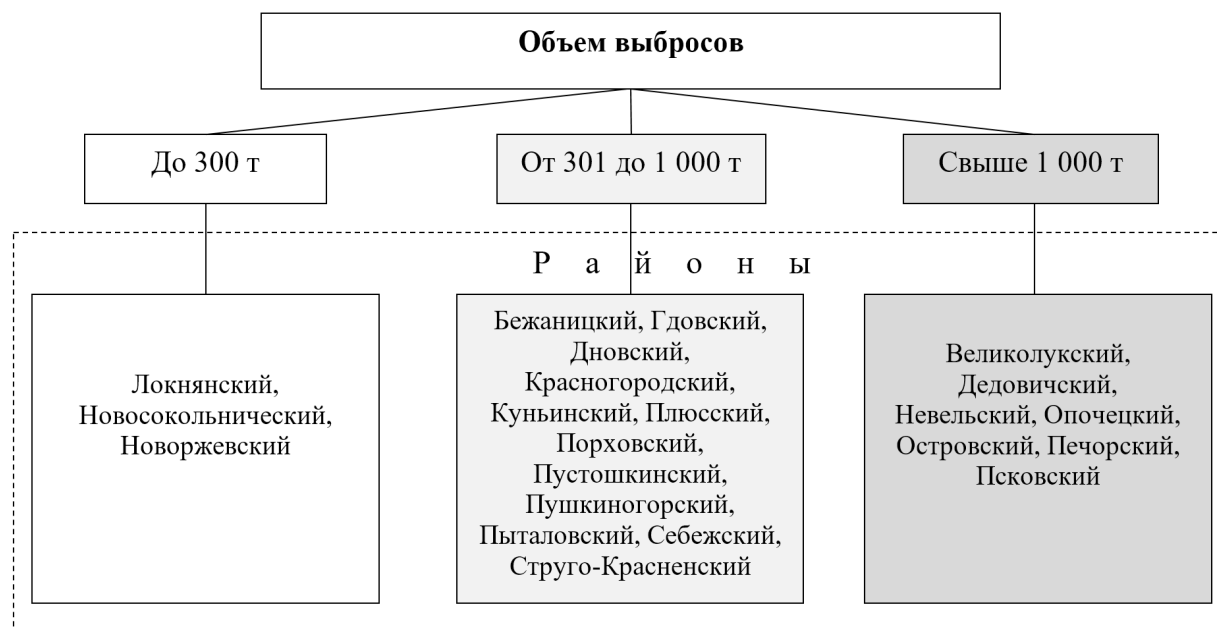 Объем выбросов
До 300 т
От 301 до 1 000 т
Свыше 1 000 т
Районы
Локнянский,
Новосокольнический,
Новоржевский
Бежаницкий, Гдовский,
Дновский,
Красногородский,
Куньинский, Плюсский,
Порховский,
Пустошкинский,
Пушкиногорский,
Пыталовский, Себежский,
Струго-Красненский
Великолукский,
Дедовичский,
Невельский, Опочецкий,
Островский, Печорский,
Псковский